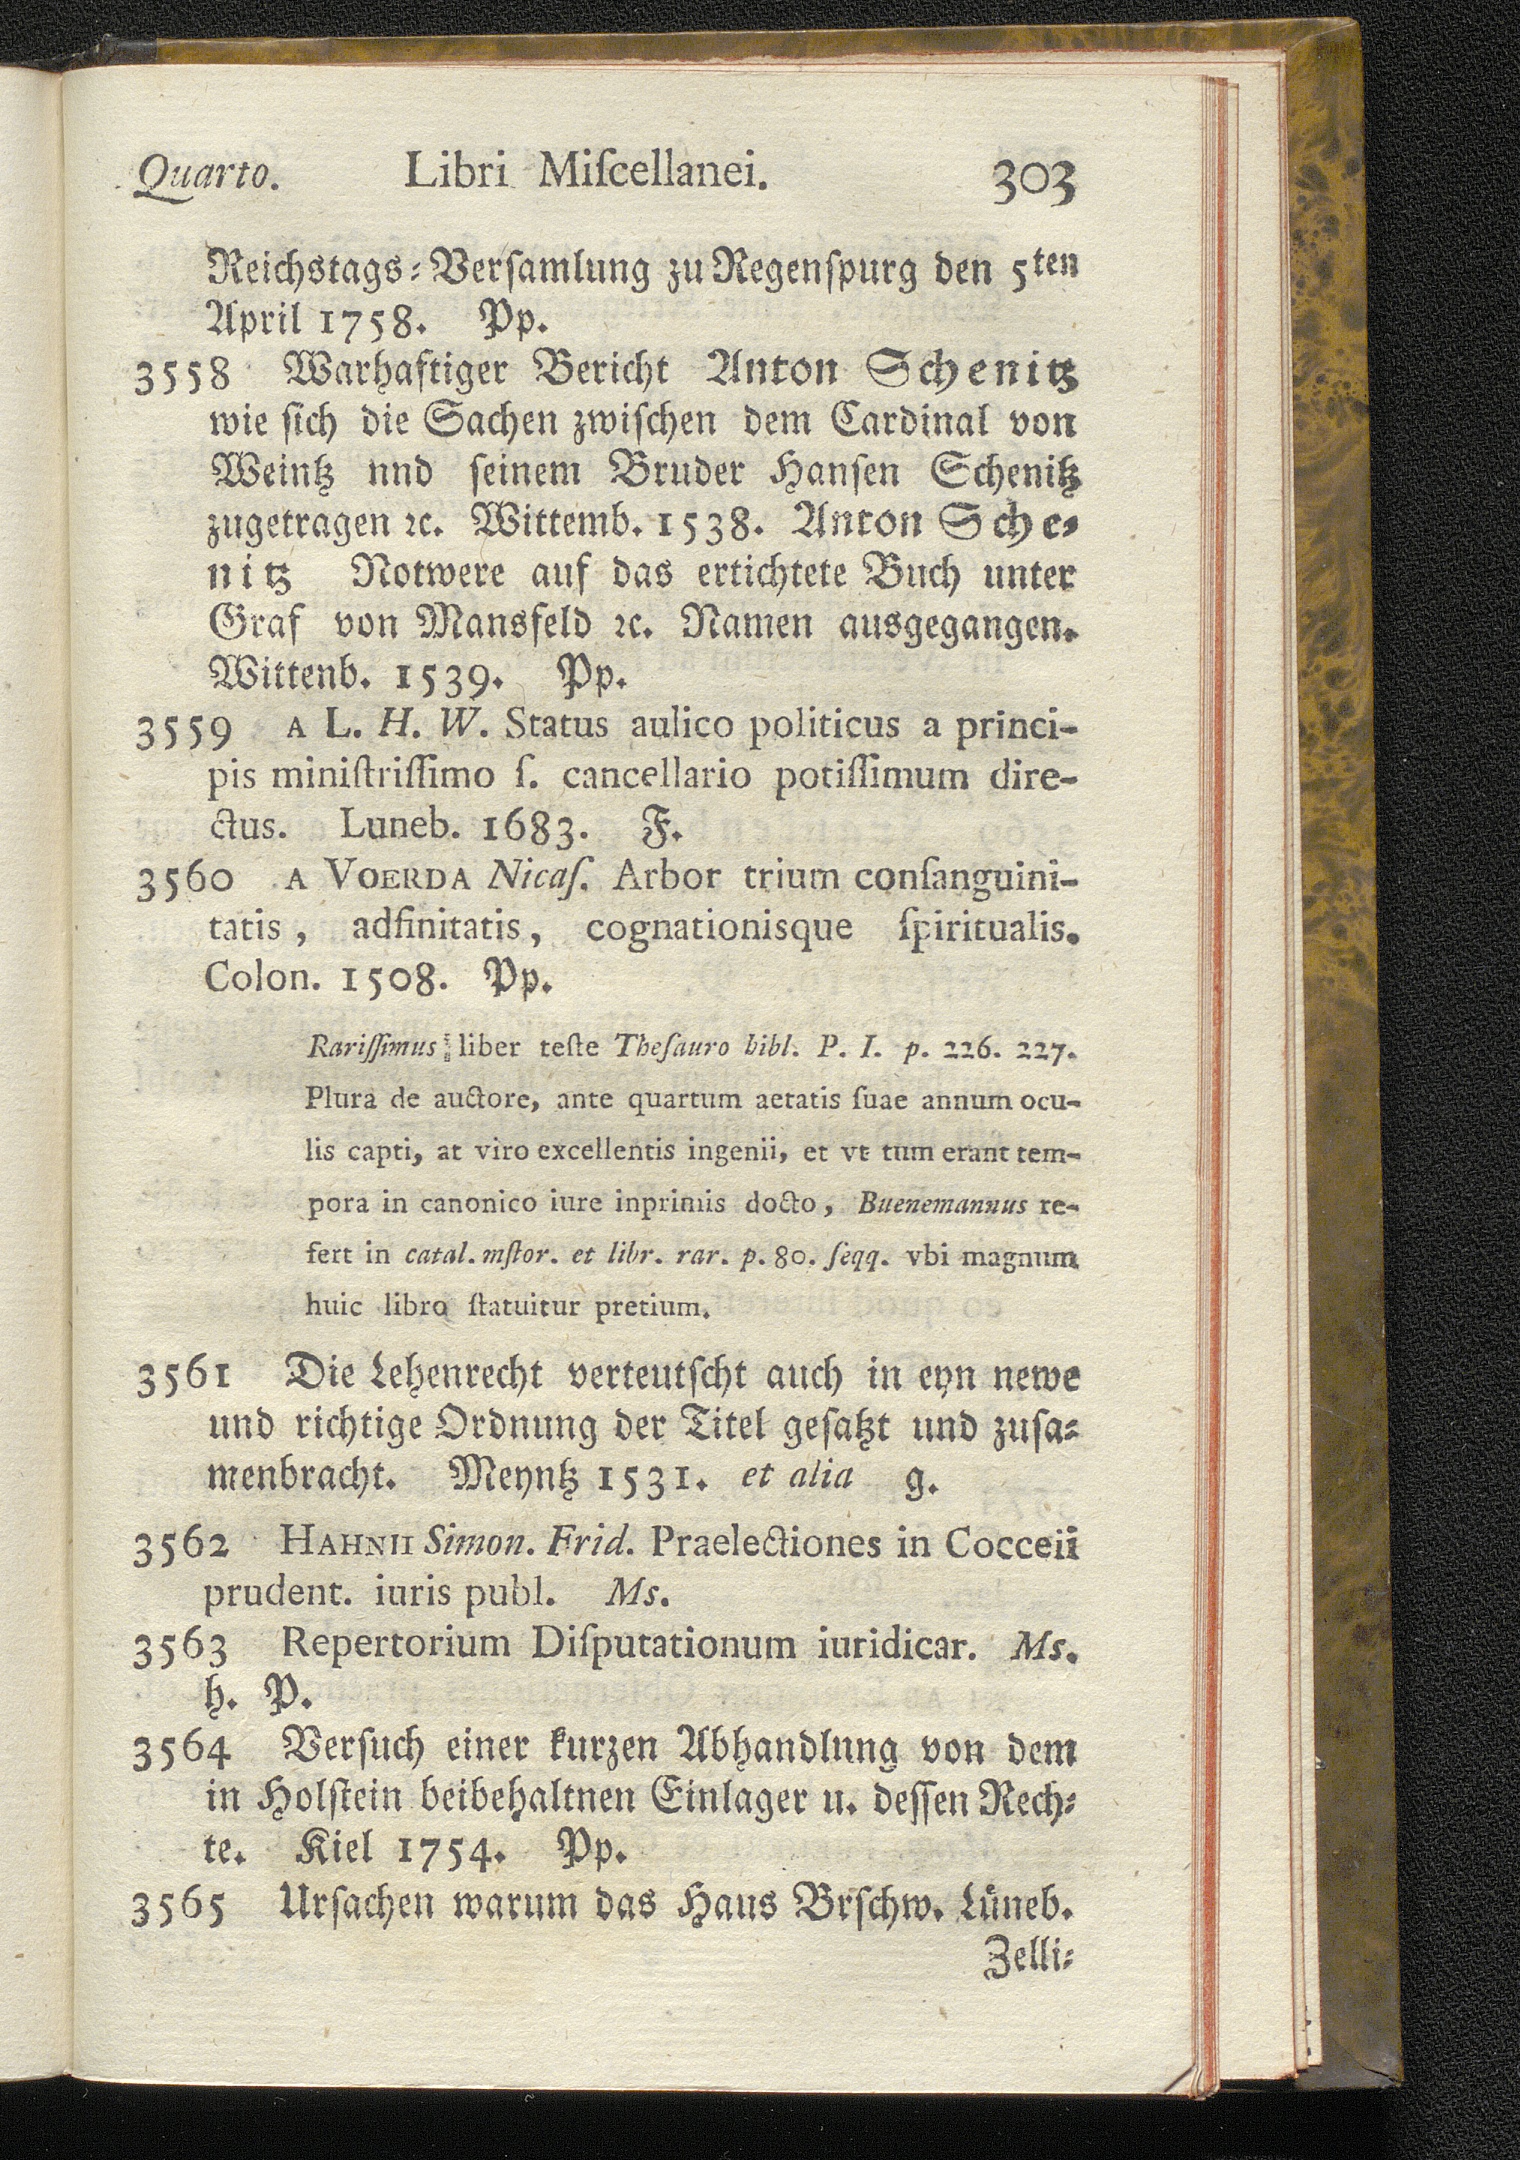 Quarto. Libri Miſcellanei. 303
Reichstags⸗Verſamlung zu Regenſpurg den 5ten
April 1758. Pp.
3558 Warhaftiger Bericht Anton Schenitz
wie ſich die Sachen zwiſchen dem Cardinal von
Weintz nnd ſeinem Bruder Hanſen Schenitz
zugetragen ꝛc. Wittemb. 1538. Anton Sche⸗
nitz Notwere auf das ertichtete Buch unter
Graf von Mansfeld ꝛc. Namen ausgegangen.
Wittenb. 1539. Pp.
3559 A L. H. W. Status aulico politicus a princi-
pis miniſtriſſimo ſ. cancellario potiſſimum dire-
ctus. Luneb. 1683. F.
3560 A VOERDA Nicaſ. Arbor trium conſanguini-
tatis, adfinitatis, cognationisque ſpiritualis.
Colon. 1508. Pp.
Rariſſimus liber teſte Theſauro bibl. P. I. p. 226. 227.
Plura de auctore, ante quartum aetatis ſuae annum ocu-
lis capti, at viro excellentis ingenii, et vt tum erant tem-
pora in canonico iure inprimis docto, Buenemannus re-
fert in catal. mſtor. et libr. rar. p. 80. ſeqq. vbi magnum
huic libro ſtatuitur pretium.
3561 Die Lehenrecht verteutſcht auch in eyn newe
und richtige Ordnung der Titel geſatzt und zuſa⸗
menbracht. Meyntz 1531. et alia g.
3562 HAHNII Simon. Frid. Praelectiones in Cocceii
prudent. iuris publ. Ms.
3563 Repertorium Diſputationum iuridicar. Ms.
h. P.
3564 Verſuch einer kurzen Abhandlung von dem
in Holſtein beibehaltnen Einlager u. deſſen Rech⸗
te. Kiel 1754. Pp.
3565 Urſachen warum das Haus Brſchw. Lüneb.
Zelli⸗